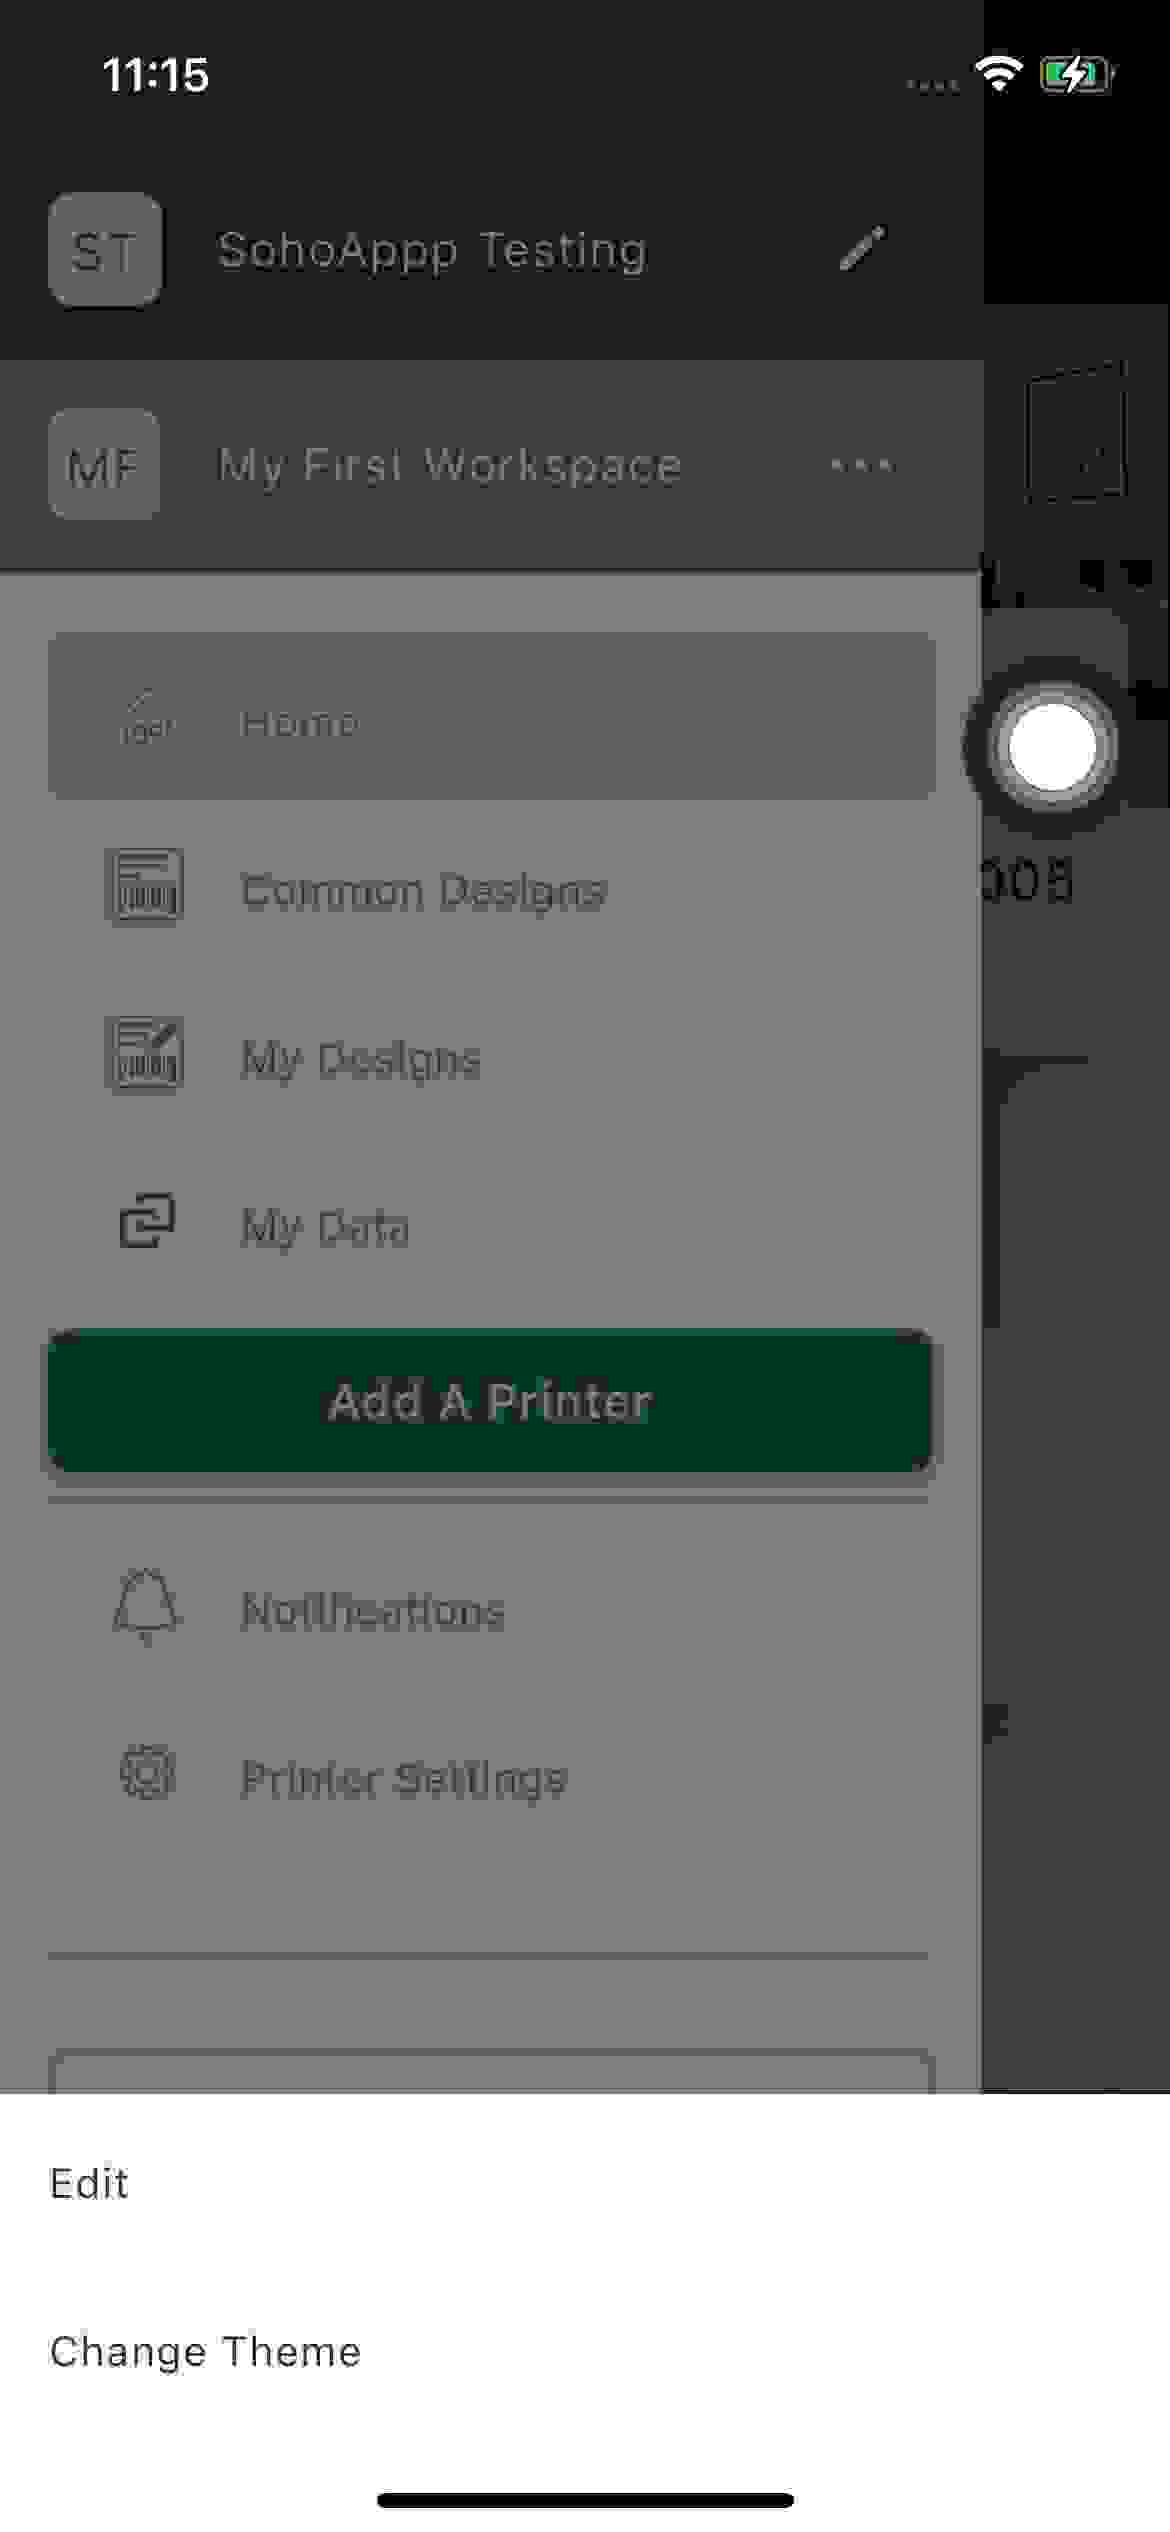 11:15
ST SohoAppp Testing
MF My First Workspace
Home
Common Designs
My Designs
My Data
Add A Printer
Notifications
Printer Settings
Edit
Change Theme